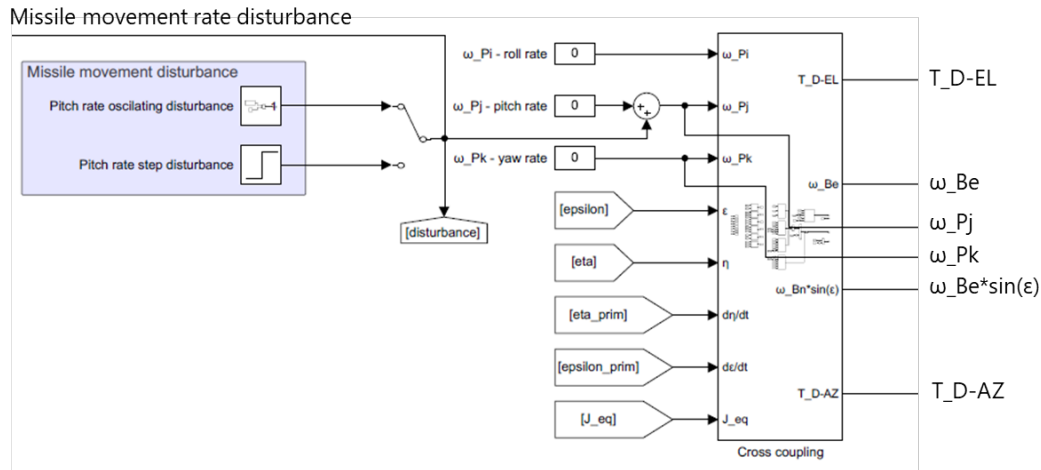 Missile movement rate disturbance
Missile movement disturbance
Pitch rate oscilating disturbance
Pitch rate step disturbance
[disturbance]
ω_Pi - roll rate
0
ω_Pj - pitch rate
0
ω_Pk - yaw rate
0
[epsilon]
[eta]
[eta_prim]
[epsilon_prim]
[J_eq]
ω_Pi
ω_Pj
ω_Pk
ε
η
dη/dt
dε/dt
J_eq
T_D-EL
ω_Be
ω_Bn*sin(ε)
T_D-AZ
Cross coupling
T_D-EL
ω_Be
ω_Pj
ω_Pk
ω_Be*sin(ε)
T_D-AZ